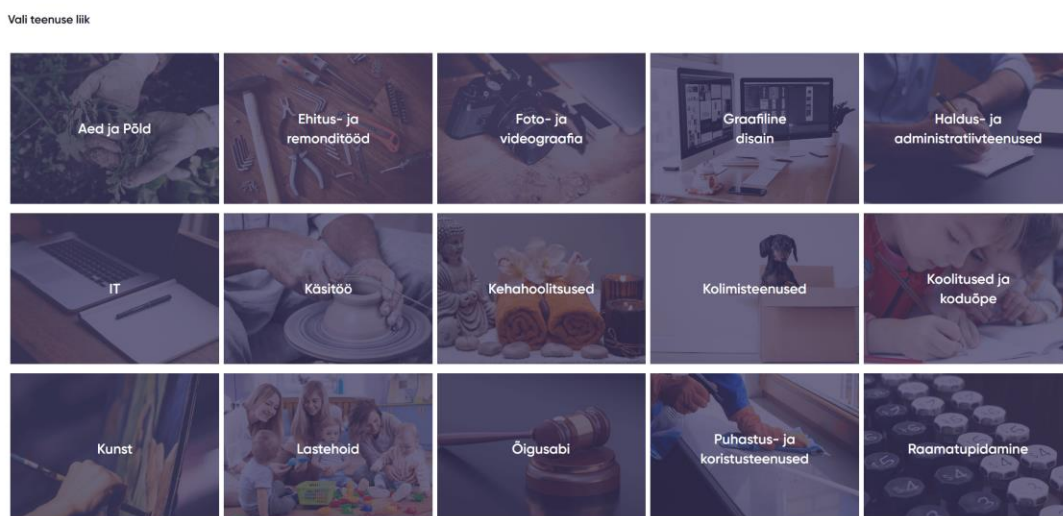 Vali teenuse liik
Aed ja Põld
Ehitus- ja
remonditööd
Foto- ja
videograafia
Graafiline
disain
Haldus- ja
administratiivteenused
IT
Käsitöö
Kehahoolitsused
Kolimisteenused
Koolitused ja
koduõpe
Kunst
Lastehoid
Õigusabi
Puhastus- ja
koristusteenused
Raamatupidamine